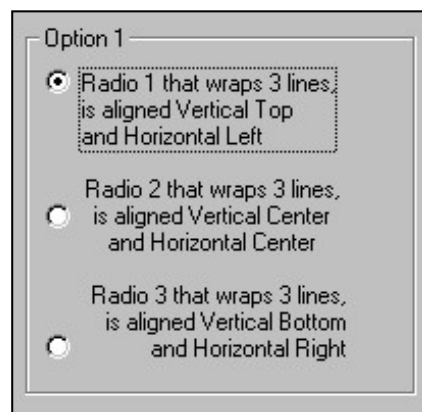 Option 1
Radio 1 that wraps 3 lines,
is aligned Vertical Top
and Horizontal Left
Radio 2 that wraps 3 lines,
is aligned Vertical Center
and Horizontal Center
Radio 3 that wraps 3 lines,
is aligned Vertical Bottom
and Horizontal Right